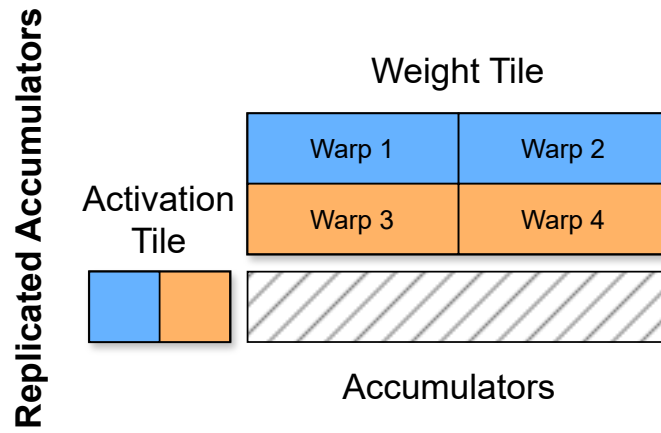 Replicated Accumulators
Weight Tile
Warp 1
Warp 2
Activation
Tile
Warp 3
Warp 4
Accumulators